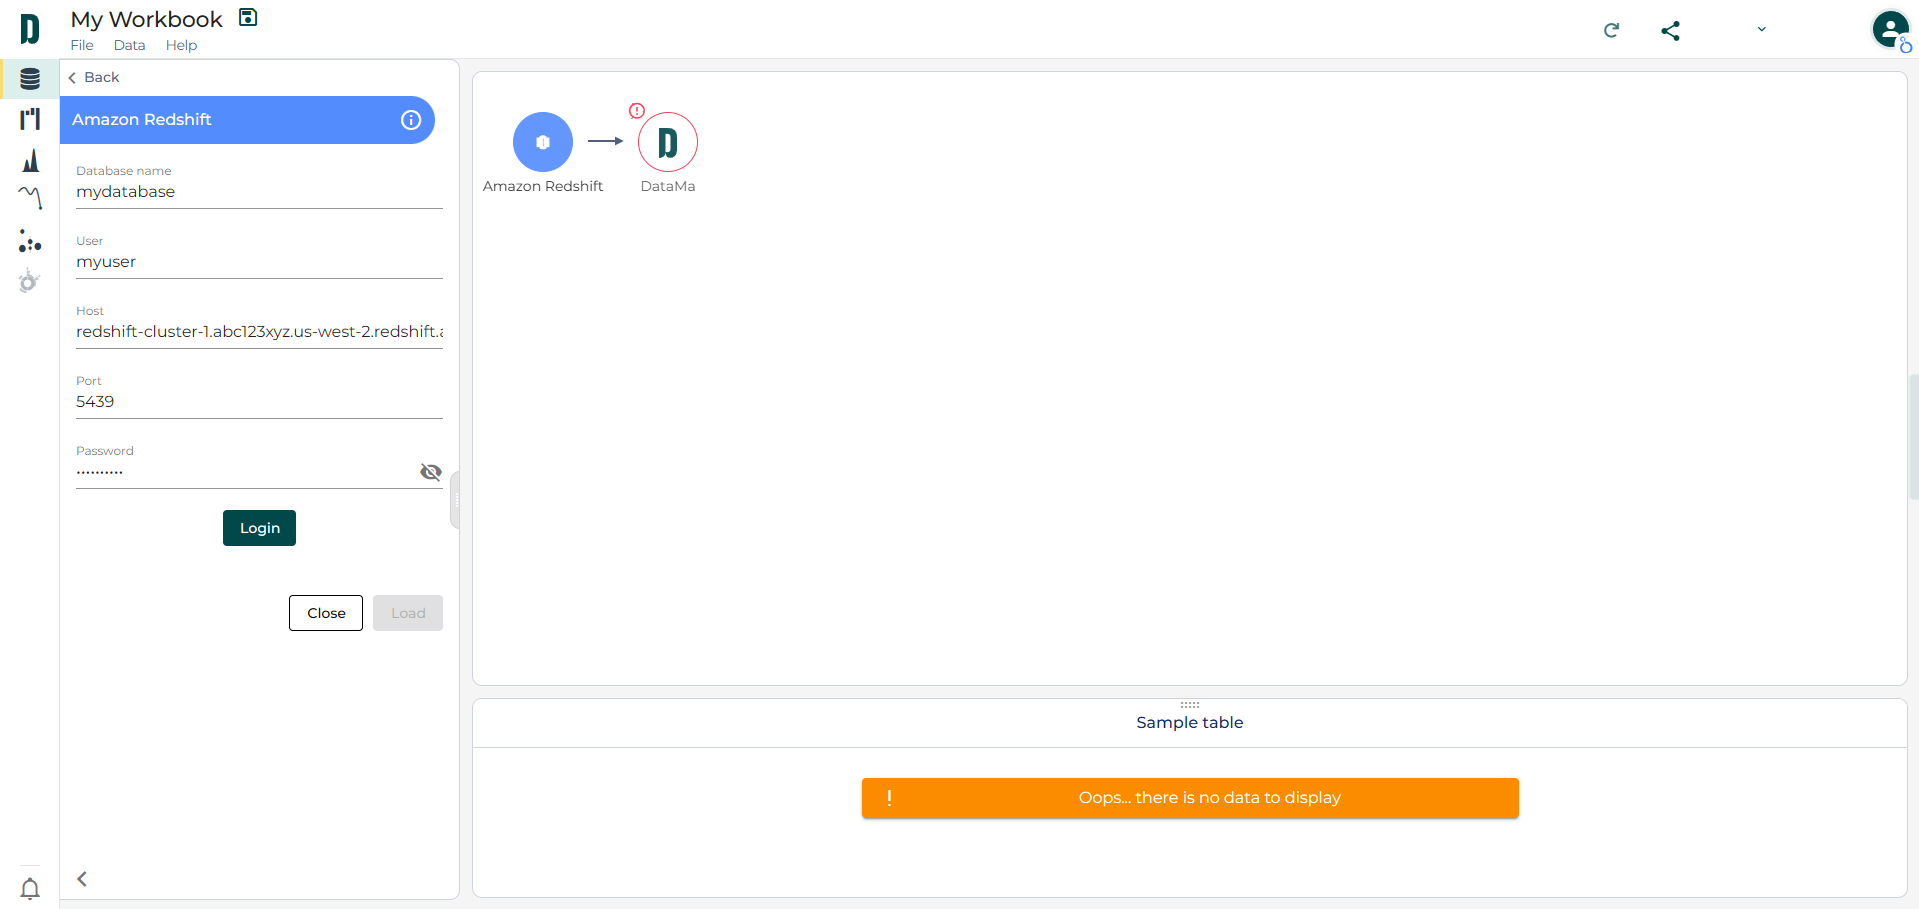 My Workbook
File Data Help
Back
Amazon Redshift
Database name
mydatabase
User
myuser
Host
redshift-cluster-1.abc123xyz.us-west-2.redshift.a
Port
5439
Password
Login
Close Load
Amazon Redshift DataMa
Sample table
Oops... there is no data to display